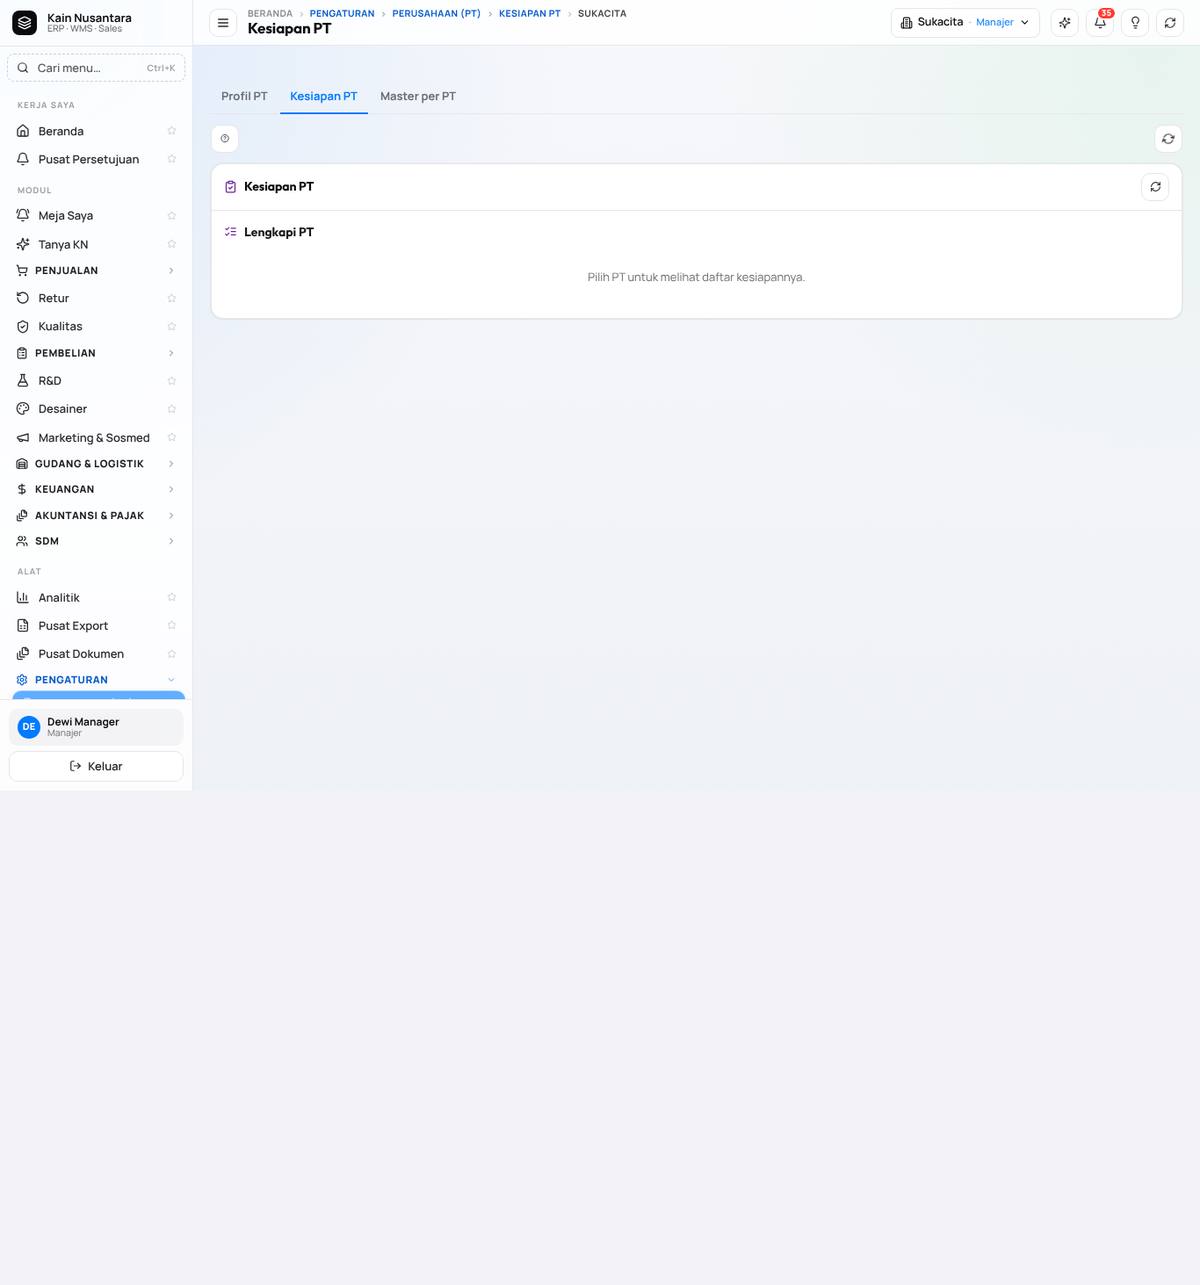 Kain Nusantara
ERP · WMS · Sales
Cari menu... Ctrl+K
KERJA SAYA
Beranda
Pusat Persetujuan
MODUL
Meja Saya
Tanya KN
PENJUALAN
Retur
Kualitas
PEMBELIAN
R&D
Desainer
Marketing & Sosmed
GUDANG & LOGISTIK
KEUANGAN
AKUNTANSI & PAJAK
SDM
ALAT
Analitik
Pusat Export
Pusat Dokumen
PENGATURAN
DE
Dewi Manager
Manajer
Keluar
BERANDA › PENGATURAN › PERUSAHAAN (PT) › KESIAPAN PT › SUKACITA
Kesiapan PT
Sukacita · Manajer
35
Profil PT Kesiapan PT Master per PT
Kesiapan PT
Lengkapi PT
Pilih PT untuk melihat daftar kesiapannya.